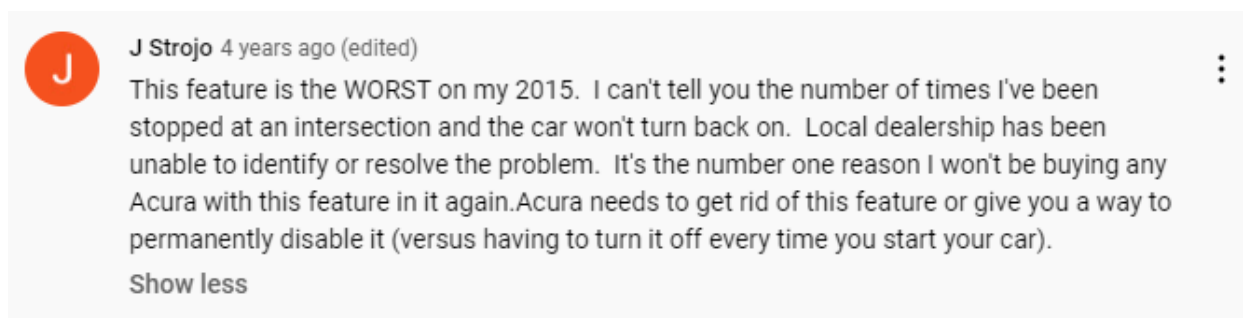 J
J Strojo 4 years ago (edited)
This feature is the WORST on my 2015.  I can't tell you the number of times I've been
stopped at an intersection and the car won't turn back on.  Local dealership has been
unable to identify or resolve the problem.  It's the number one reason I won't be buying any
Acura with this feature in it again.Acura needs to get rid of this feature or give you a way to
permanently disable it (versus having to turn it off every time you start your car).
Show less